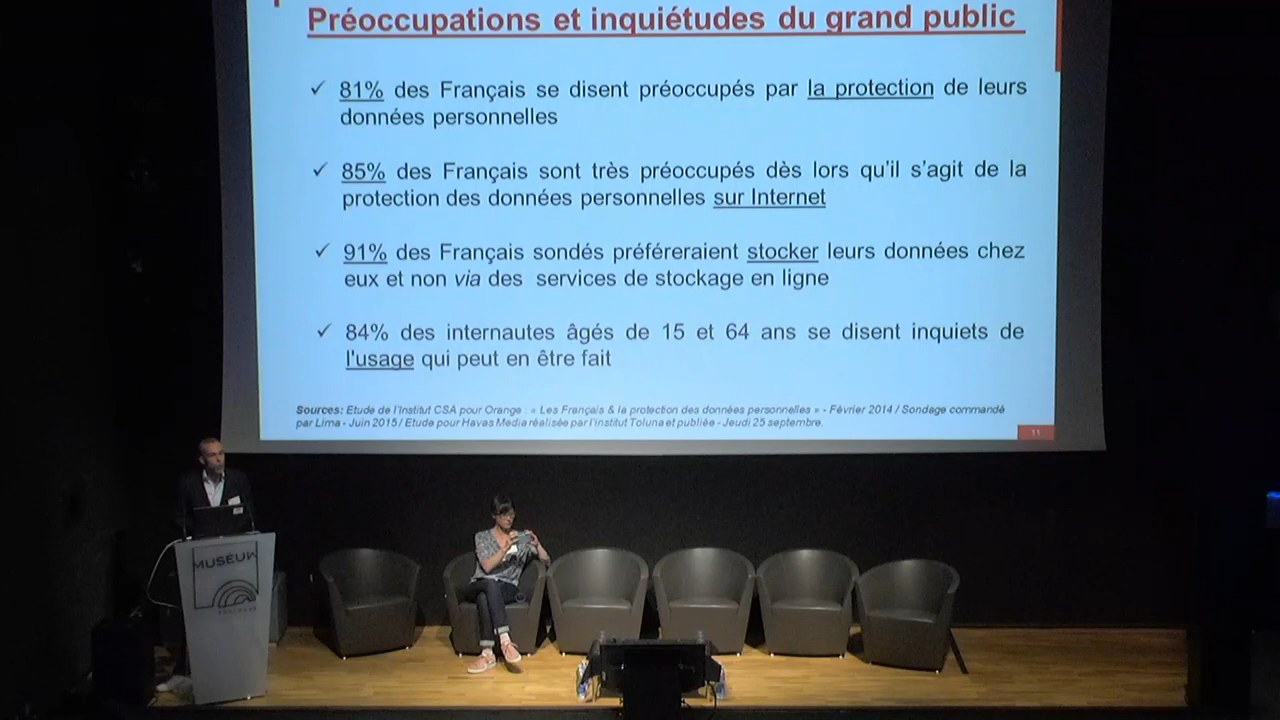 Préoccupations et inquiétudes du grand public
81% des Français se disent préoccupés par la protection de leurs
données personnelles
85% des Français sont très préoccupés dès lors qu'il s'agit de la
protection des données personnelles sur Internet
91% des Français sondés préféreraient stocker leurs données chez
eux et non via des services de stockage en ligne
84% des internautes âgés de 15 et 64 ans se disent inquiets de
l'usage qui peut en être fait
Sources: Etude de l'Institut CSA pour Orange : « Les Français & la protection des données personnelles » - Février 2014 / Sondage commandé
par Lima - Juin 2015 / Etude pour Havas Media réalisée par l'institut Toluna et publiée - Jeudi 25 septembre.
11
MUSÉUM
TOULOUSE